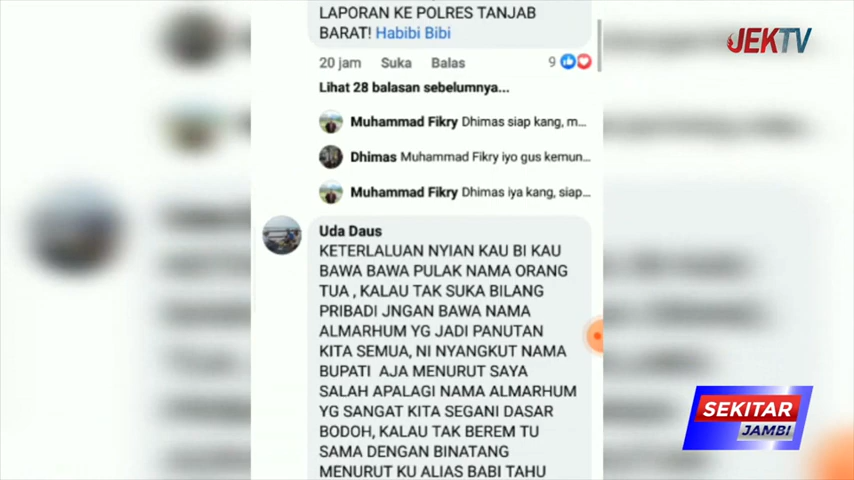 LAPORAN KE POLRES TANJAB
BARAT! Habibi Bibi
JEKTV
20 jam Suka Balas 9
Lihat 28 balasan sebelumnya...
Muhammad Fikry Dhimas siap kang, m...
Dhimas Muhammad Fikry iyo gus kemun...
Muhammad Fikry Dhimas iya kang, siap...
Uda Daus
KETERLALUAN NYIAN KAU BI KAU
BAWA BAWA PULAK NAMA ORANG
TUA , KALAU TAK SUKA BILANG
PRIBADI JNGAN BAWA NAMA
ALMARHUM YG JADI PANUTAN
KITA SEMUA, NI NYANGKUT NAMA
BUPATI AJA MENURUT SAYA
SALAH APALAGI NAMA ALMARHUM
YG SANGAT KITA SEGANI DASAR
BODOH, KALAU TAK BEREM TU
SAMA DENGAN BINATANG
MENURUT KU ALIAS BABI TAHU
SEKITAR
JAMBI